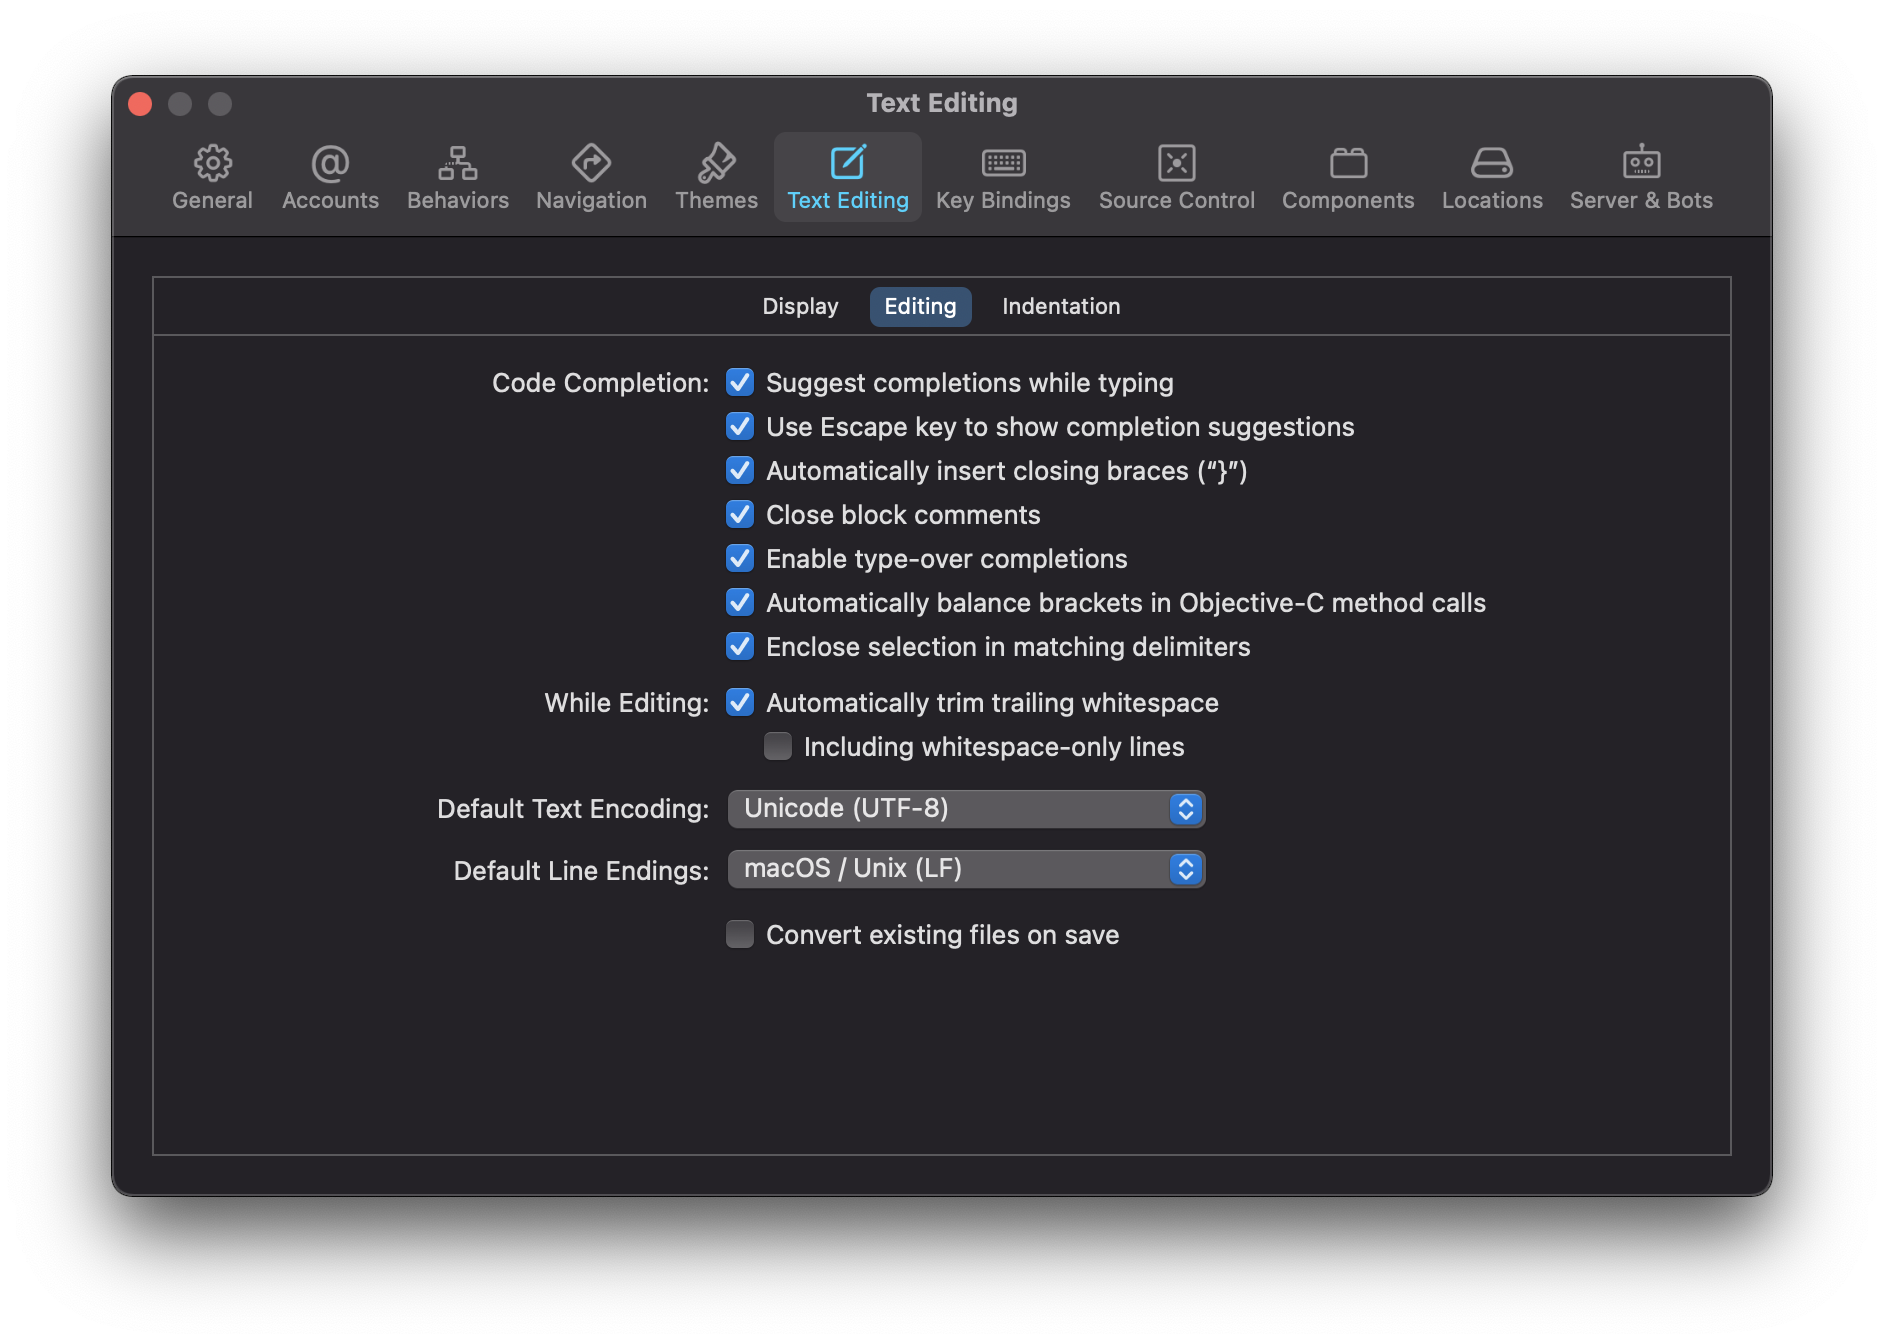 Text Editing
General Accounts Behaviors Navigation Themes Text Editing Key Bindings Source Control Components Locations Server & Bots
Display Editing Indentation
Code Completion: Suggest completions while typing
Use Escape key to show completion suggestions
Automatically insert closing braces (“}”)
Close block comments
Enable type-over completions
Automatically balance brackets in Objective-C method calls
Enclose selection in matching delimiters
While Editing: Automatically trim trailing whitespace
Including whitespace-only lines
Default Text Encoding: Unicode (UTF-8)
Default Line Endings: macOS / Unix (LF)
Convert existing files on save